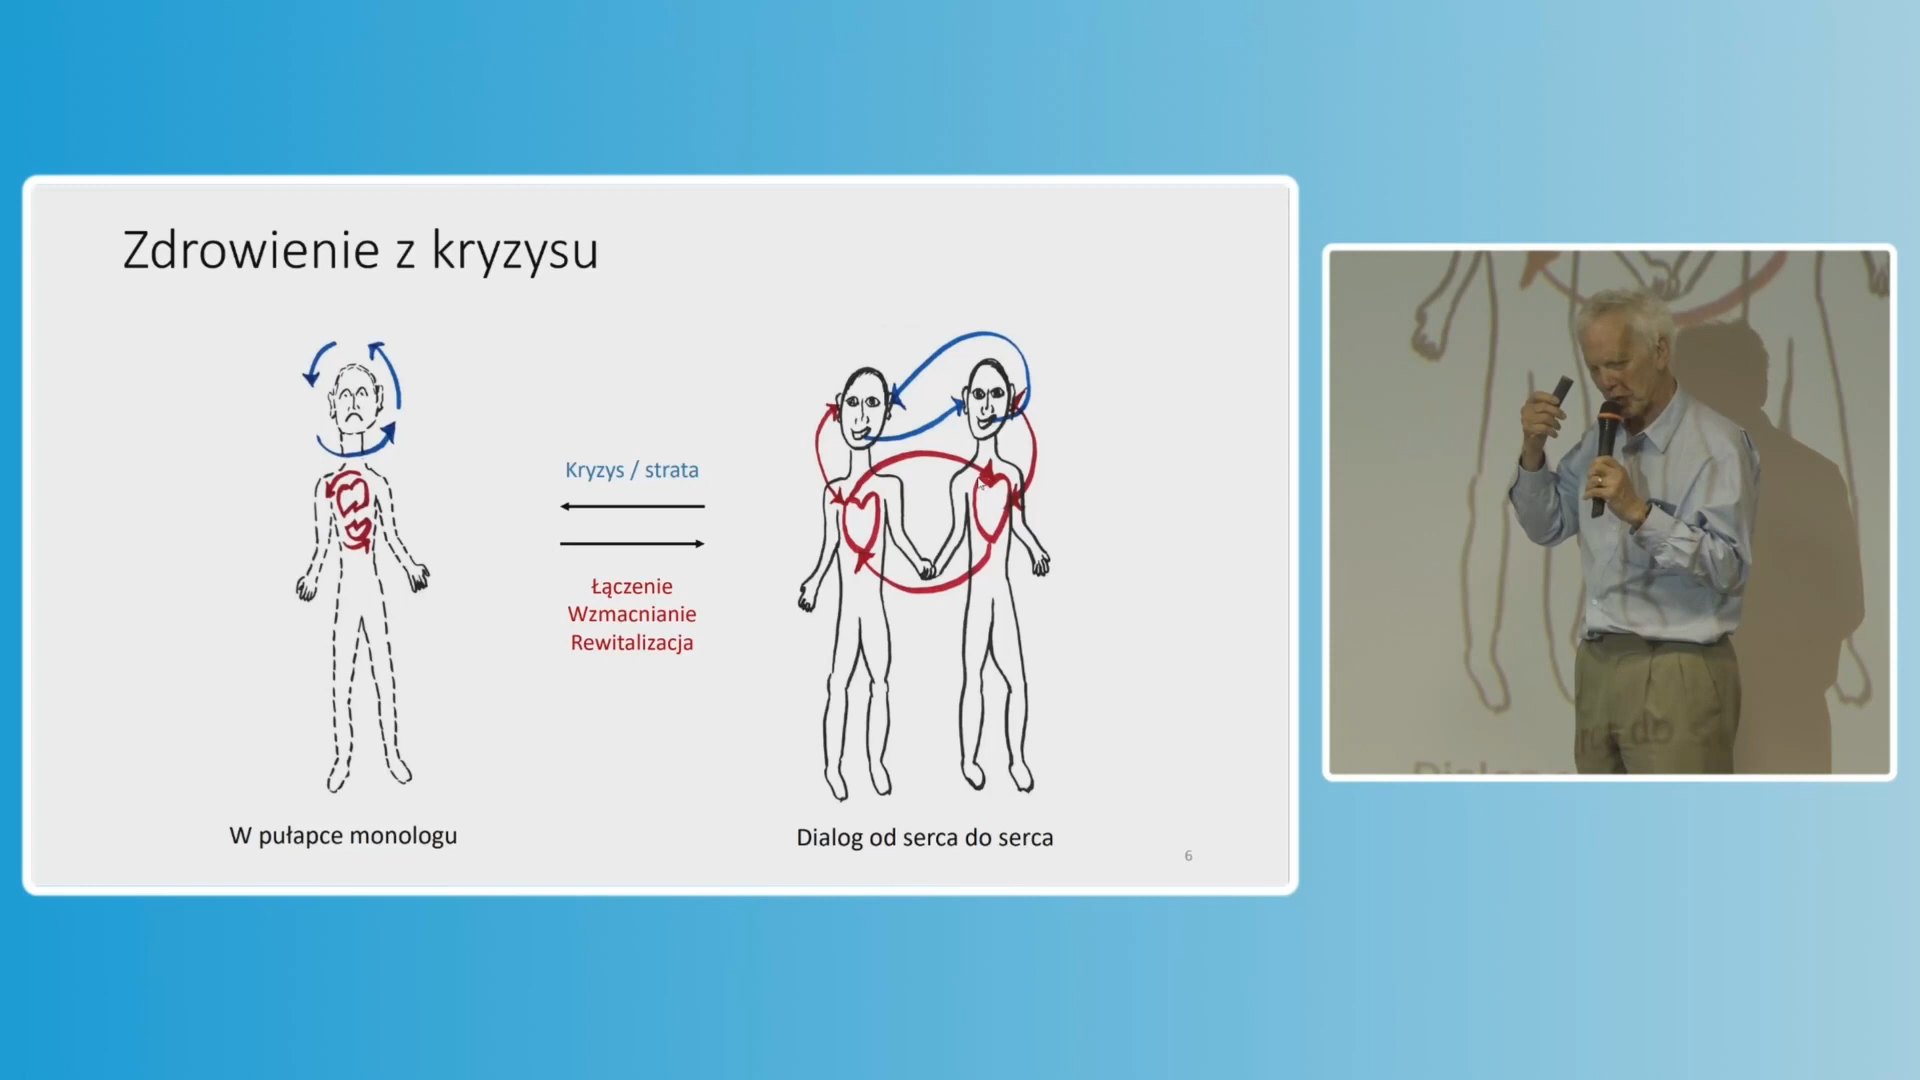 Zdrowienie z kryzysu
Kryzys / strata
Łączenie
Wzmacnianie
Rewitalizacja
W pułapce monologu
Dialog od serca do serca
6